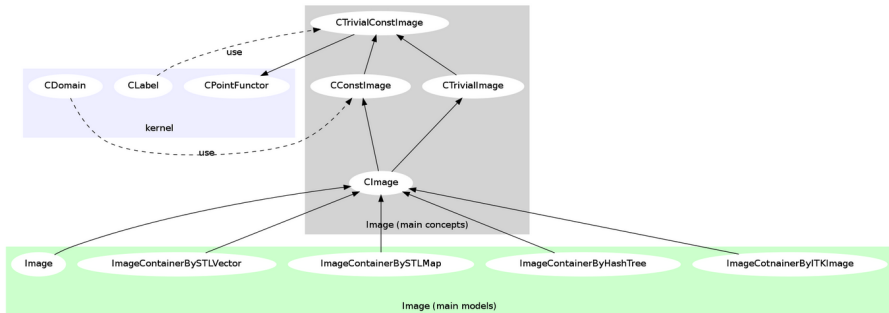 CTrivialConstImage
use
CDomain
CLabel
CPointFunctor
CConstImage
CTrivialImage
kernel
use
CImage
Image (main concepts)
Image
ImageContainerBySTLVector
ImageContainerBySTLMap
ImageContainerByHashTree
ImageCotnainerByITKImage
Image (main models)